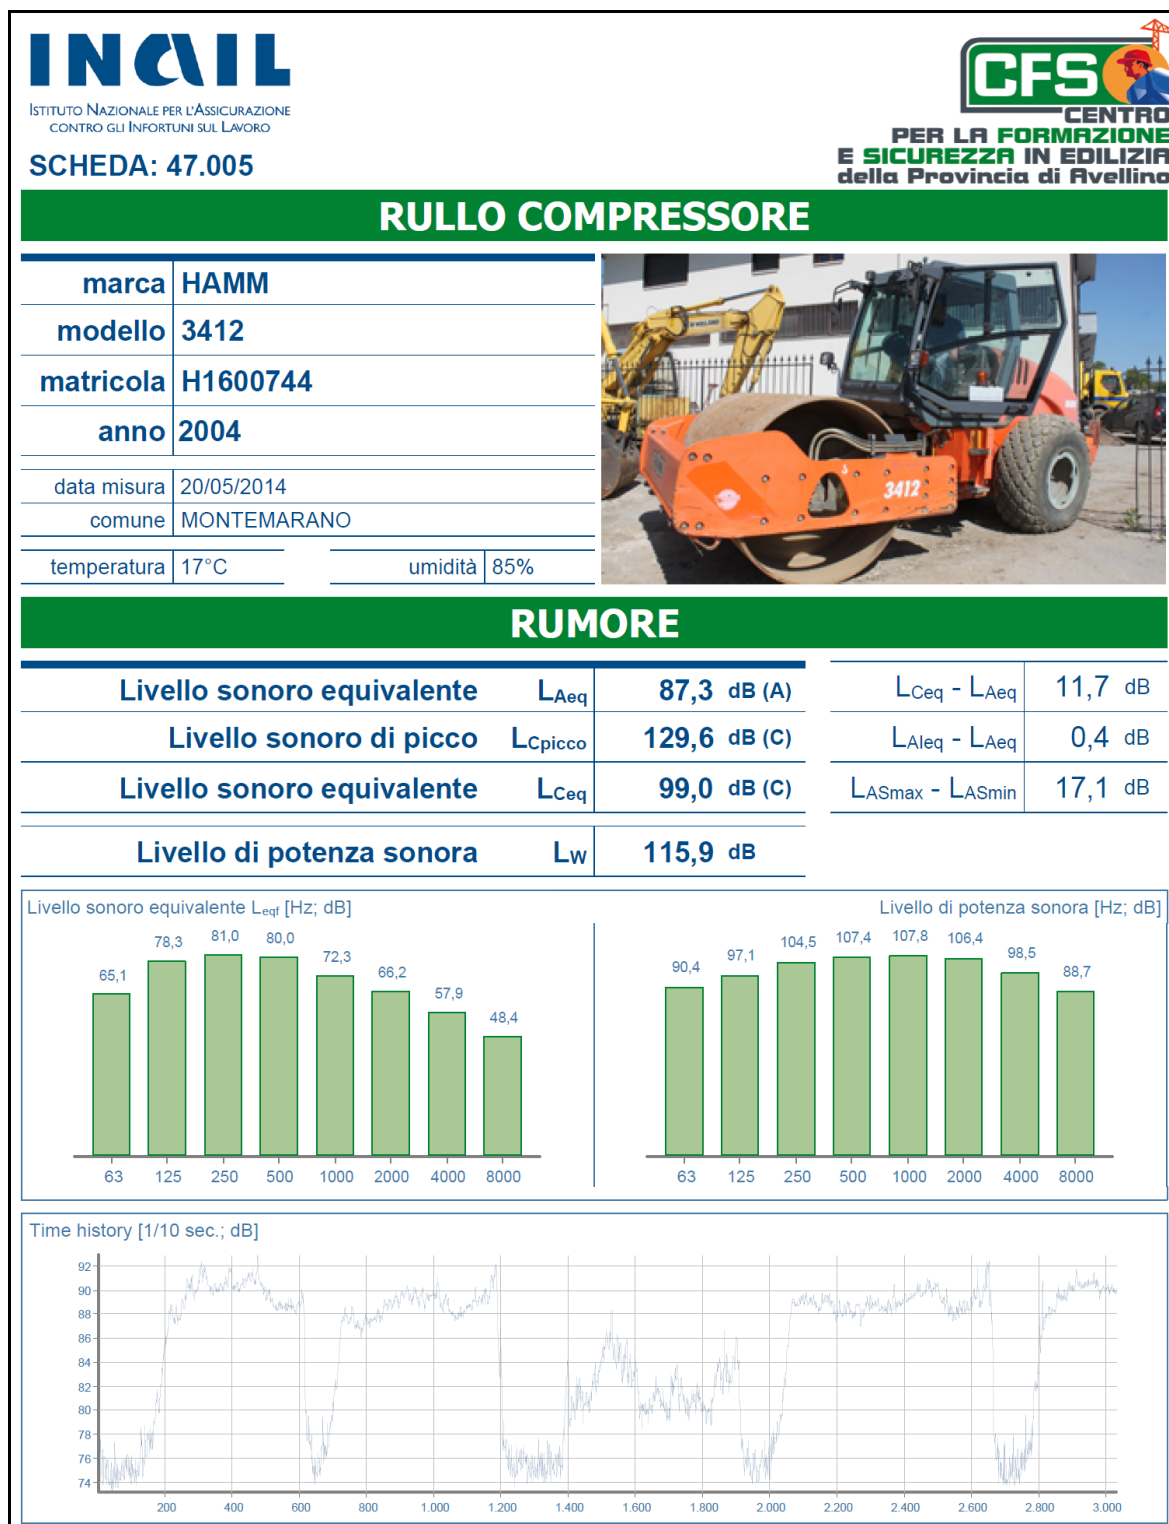 INAIL
ISTITUTO NAZIONALE PER L'ASSICURAZIONE
CONTRO GLI INFORTUNI SUL LAVORO
SCHEDA: 47.005
CFS
CENTRO
PER LA FORMAZIONE
E SICUREZZA IN EDILIZIA
della Provincia di Avellino
RULLO COMPRESSORE
marca HAMM
modello 3412
matricola H1600744
anno 2004
data misura 20/05/2014
comune MONTEMARANO
temperatura 17°C umidità 85%
3412
RUMORE
Livello sonoro equivalente LAeq 87,3 dB (A)
Livello sonoro di picco LCpicco 129,6 dB (C)
Livello sonoro equivalente LCeq 99,0 dB (C)
Livello di potenza sonora LW 115,9 dB
LCeq - LAeq 11,7 dB
LAIeq - LAeq 0,4 dB
LASmax - LASmin 17,1 dB
Livello sonoro equivalente Leqf [Hz; dB]
65,1 78,3 81,0 80,0 72,3 66,2 57,9 48,4
63 125 250 500 1000 2000 4000 8000
Livello di potenza sonora [Hz; dB]
90,4 97,1 104,5 107,4 107,8 106,4 98,5 88,7
63 125 250 500 1000 2000 4000 8000
Time history [1/10 sec.; dB]
92
90
88
86
84
82
80
78
76
74
200 400 600 800 1.000 1.200 1.400 1.600 1.800 2.000 2.200 2.400 2.600 2.800 3.000